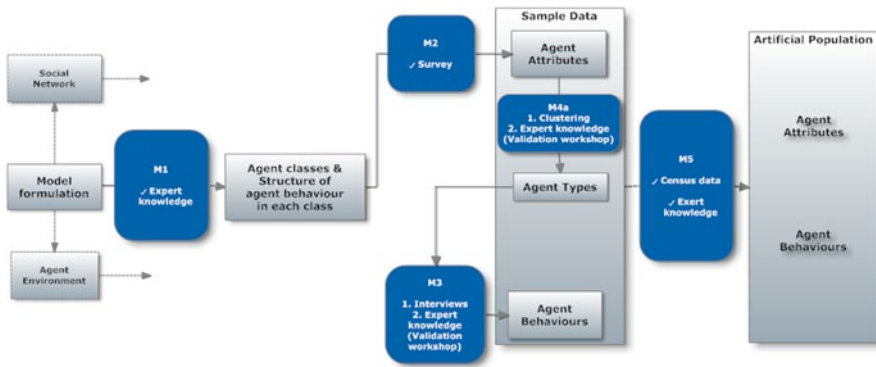 Social
Network
Model
formulation
Agent
Environment
M1
✓ Expert
knowledge
Agent classes &
Structure of
agent behaviour
in each class
M2
✓ Survey
Sample Data
Agent
Attributes
M4a
1. Clustering
2. Expert knowledge
(Validation workshop)
Agent Types
M3
1. Interviews
2. Expert
knowledge
(Validation
workshop)
Agent
Behaviours
M5
✓ Census data
✓ Exert
knowledge
Artificial Population
Agent
Attributes
Agent
Behaviours